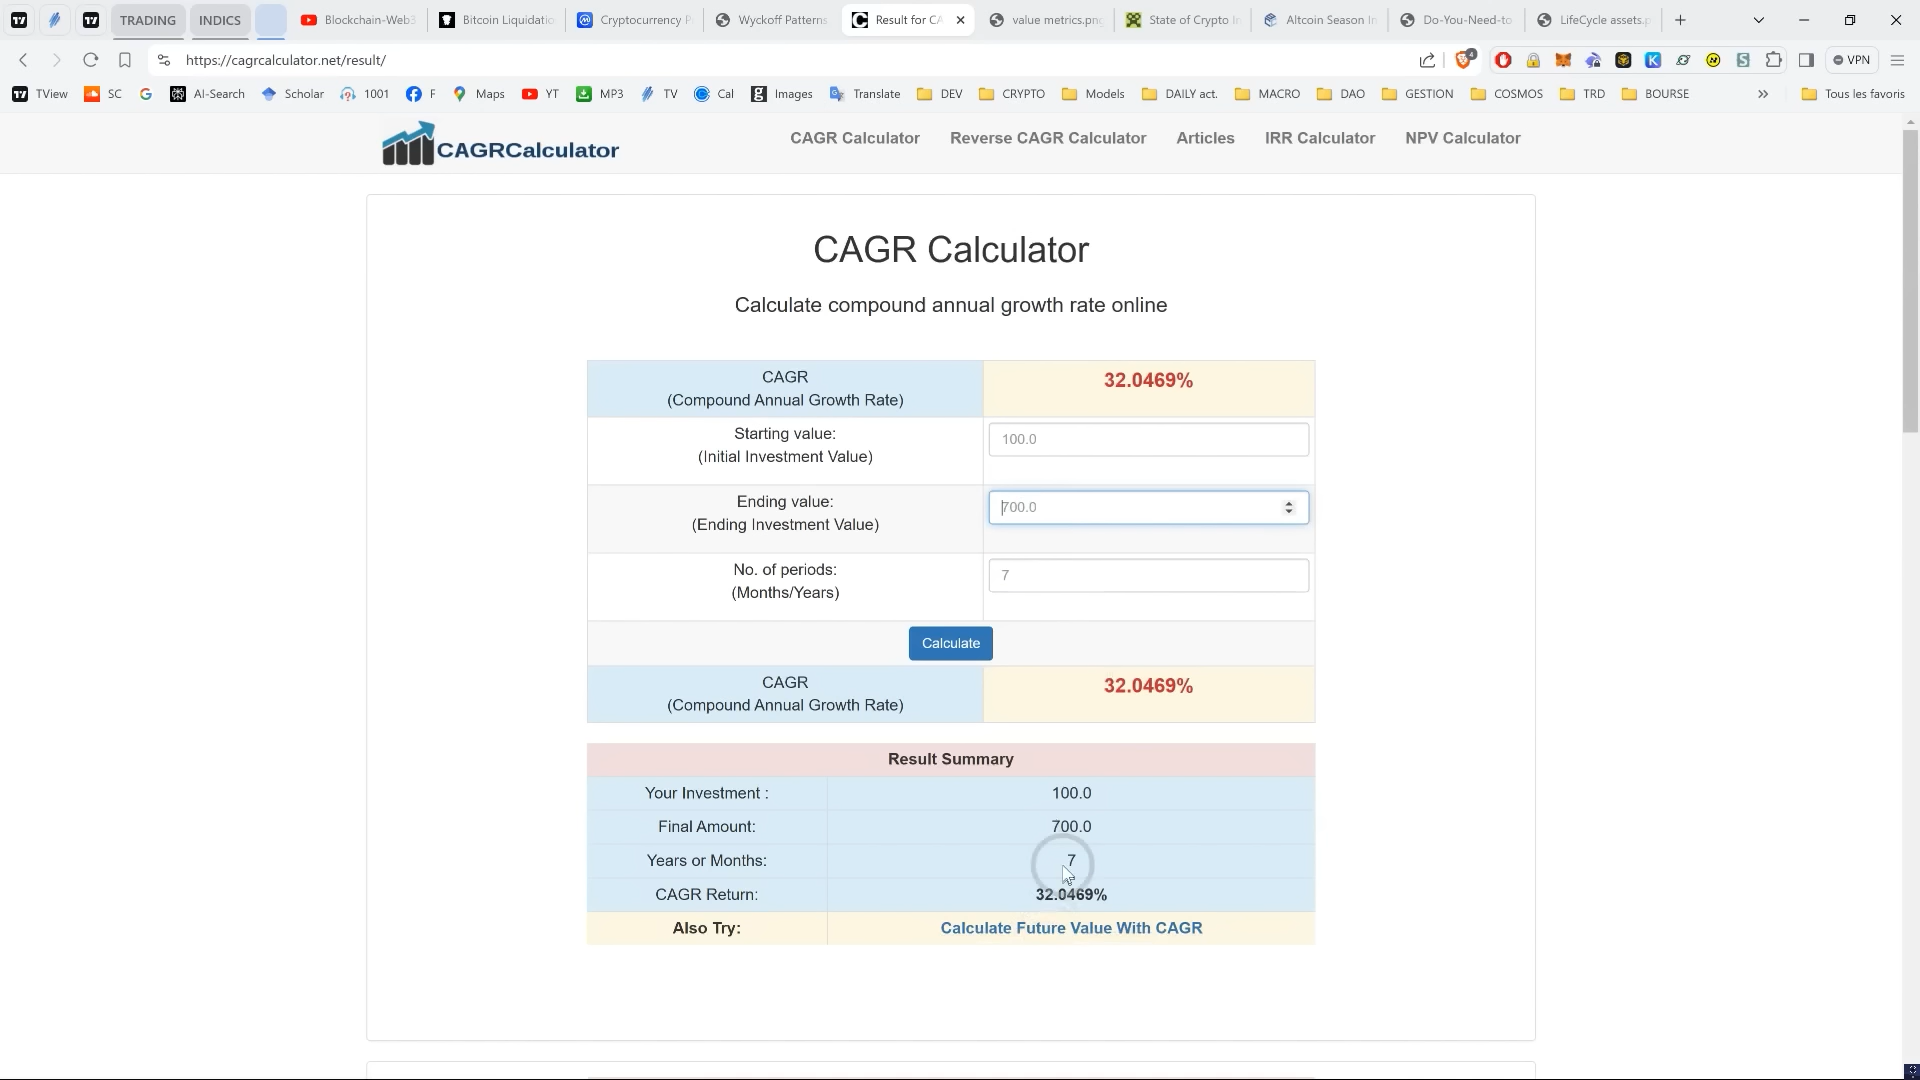 TRADING
INDICS
Blockchain-Web3
Bitcoin Liquidatio
Cryptocurrency P
Wyckoff Patterns
Result for CA
value metrics.png
State of Crypto In
Altcoin Season In
Do-You-Need-to
LifeCycle assets.p
https://cagrcalculator.net/result/
4
VPN
TView
SC
AI-Search
Scholar
1001
F
Maps
YT
MP3
TV
Cal
Images
Translate
DEV
CRYPTO
Models
DAILY act.
MACRO
DAO
GESTION
COSMOS
TRD
BOURSE
Tous les favoris
CAGRCalculator
CAGR Calculator
Reverse CAGR Calculator
Articles
IRR Calculator
NPV Calculator
CAGR Calculator
Calculate compound annual growth rate online
CAGR
(Compound Annual Growth Rate)
32.0469%
Starting value:
(Initial Investment Value)
100.0
Ending value:
(Ending Investment Value)
700.0
No. of periods:
(Months/Years)
7
Calculate
CAGR
(Compound Annual Growth Rate)
32.0469%
Result Summary
Your Investment :
100.0
Final Amount:
700.0
Years or Months:
7
CAGR Return:
32.0469%
Also Try:
Calculate Future Value With CAGR